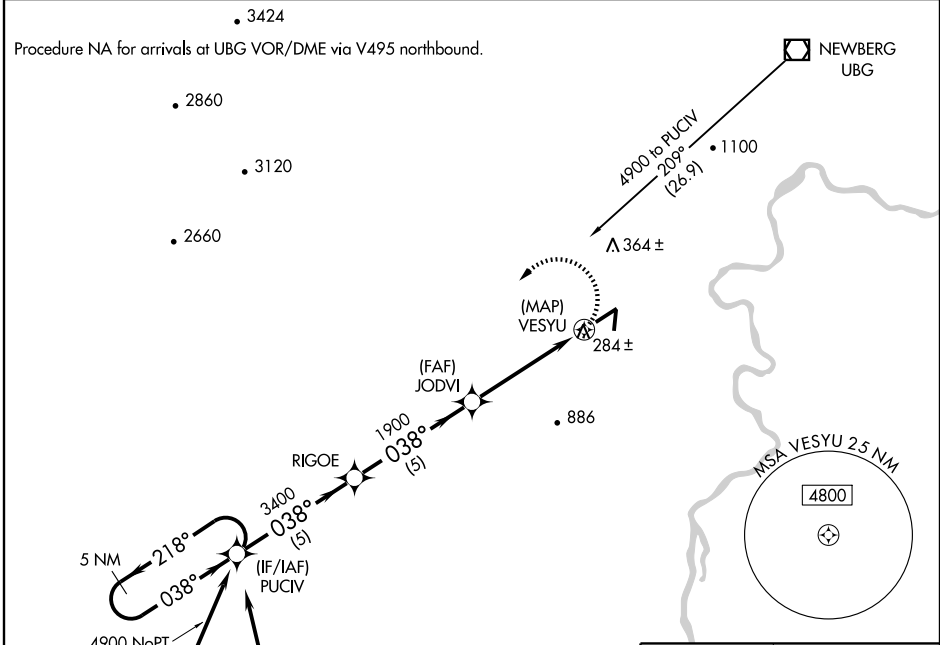 3424
Procedure NA for arrivals at UBG VOR/DME via V495 northbound.
NEWBERG
UBG
2860
4900 to PUCIV
209°
(26.9)
1100
3120
2660
364 ±
(MAP)
VESYU
284 ±
(FAF)
JODVI
886
1900
038°
(5)
RIGOE
3400
038°
(5)
MSA VESYU 25 NM
4800
5 NM
218°
038°
(IF/IAF)
PUCIV
4900 NoPT